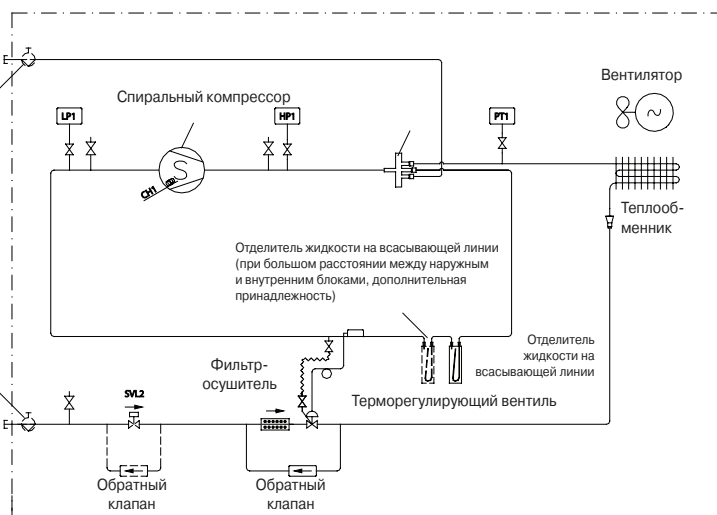 Вентилятор
Спиральный компрессор
LP1
HP1
PT1
S
CH1
Теплооб-
менник
Отделитель жидкости на всасывающей линии
(при большом расстоянии между наружным
и внутренним блоками, дополнительная
принадлежность)
Отделитель
жидкости на
всасывающей линии
Фильтр-
осушитель
Терморегулирующий вентиль
SVL2
Обратный
клапан
Обратный
клапан